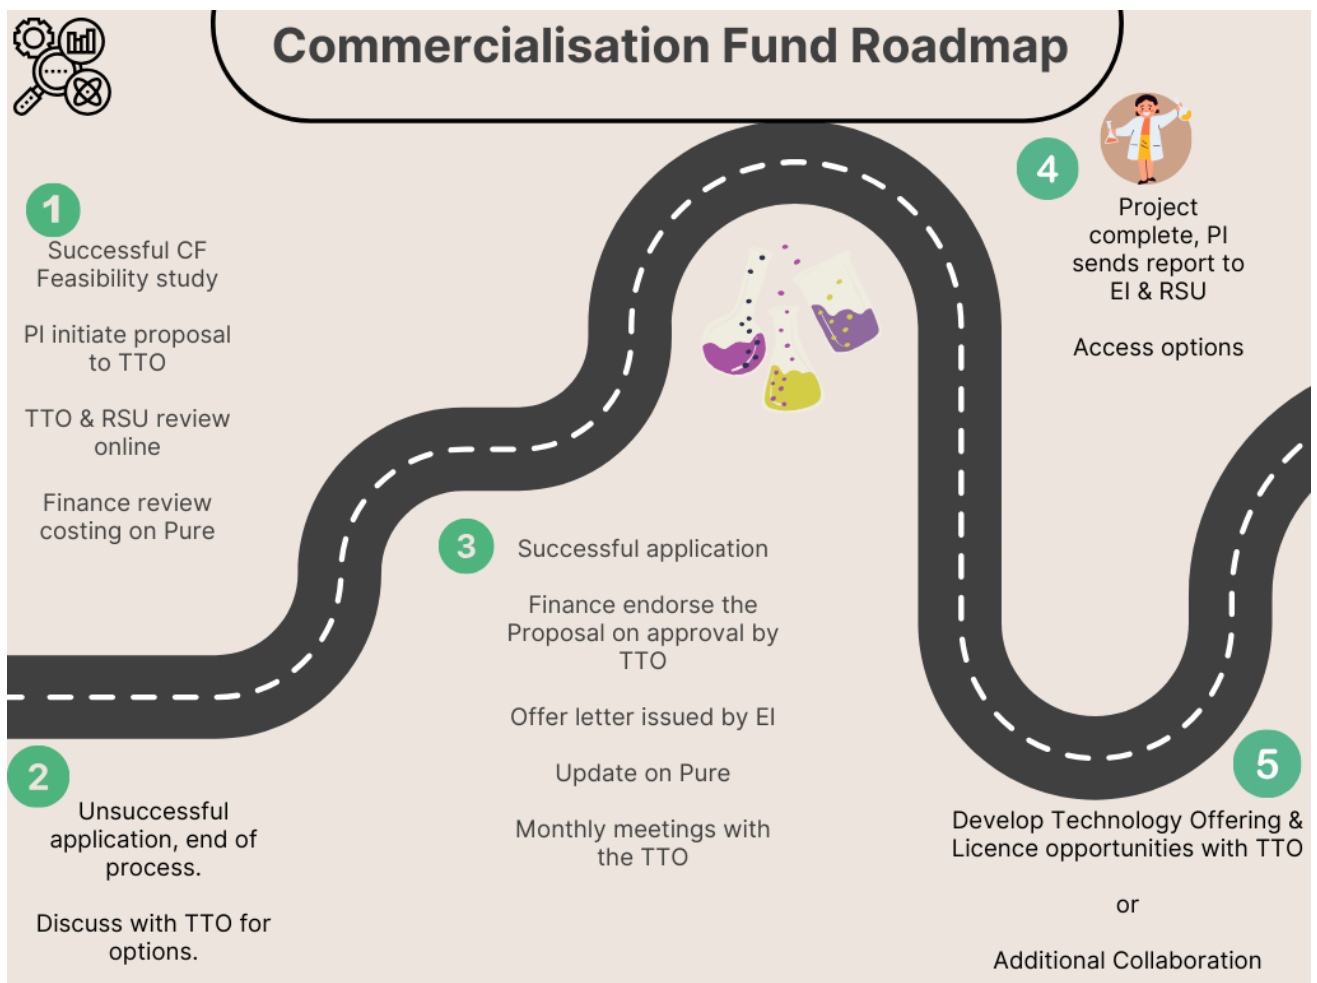 Commercialisation Fund Roadmap
1
Successful CF
Feasibility study
PI initiate proposal
to TTO
TTO & RSU review
online
Finance review
costing on Pure
2
Unsuccessful
application, end of
process.
Discuss with TTO for
options.
3
Successful application
Finance endorse the
Proposal on approval by
TTO
Offer letter issued by EI
Update on Pure
Monthly meetings with
the TTO
4
Project
complete, PI
sends report to
EI & RSU
Access options
5
Develop Technology Offering &
Licence opportunities with TTO
or
Additional Collaboration